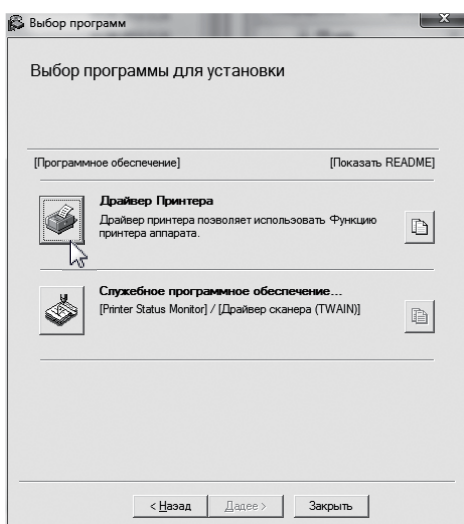 Выбор программ
Выбор программы для установки
[Программное обеспечение] [Показать README]
Драйвер Принтера
Драйвер принтера позволяет использовать Функцию
принтера аппарата.
Служебное программное обеспечение...
[Printer Status Monitor] / [Драйвер сканера (TWAIN)]
< Назад Далее > Закрыть